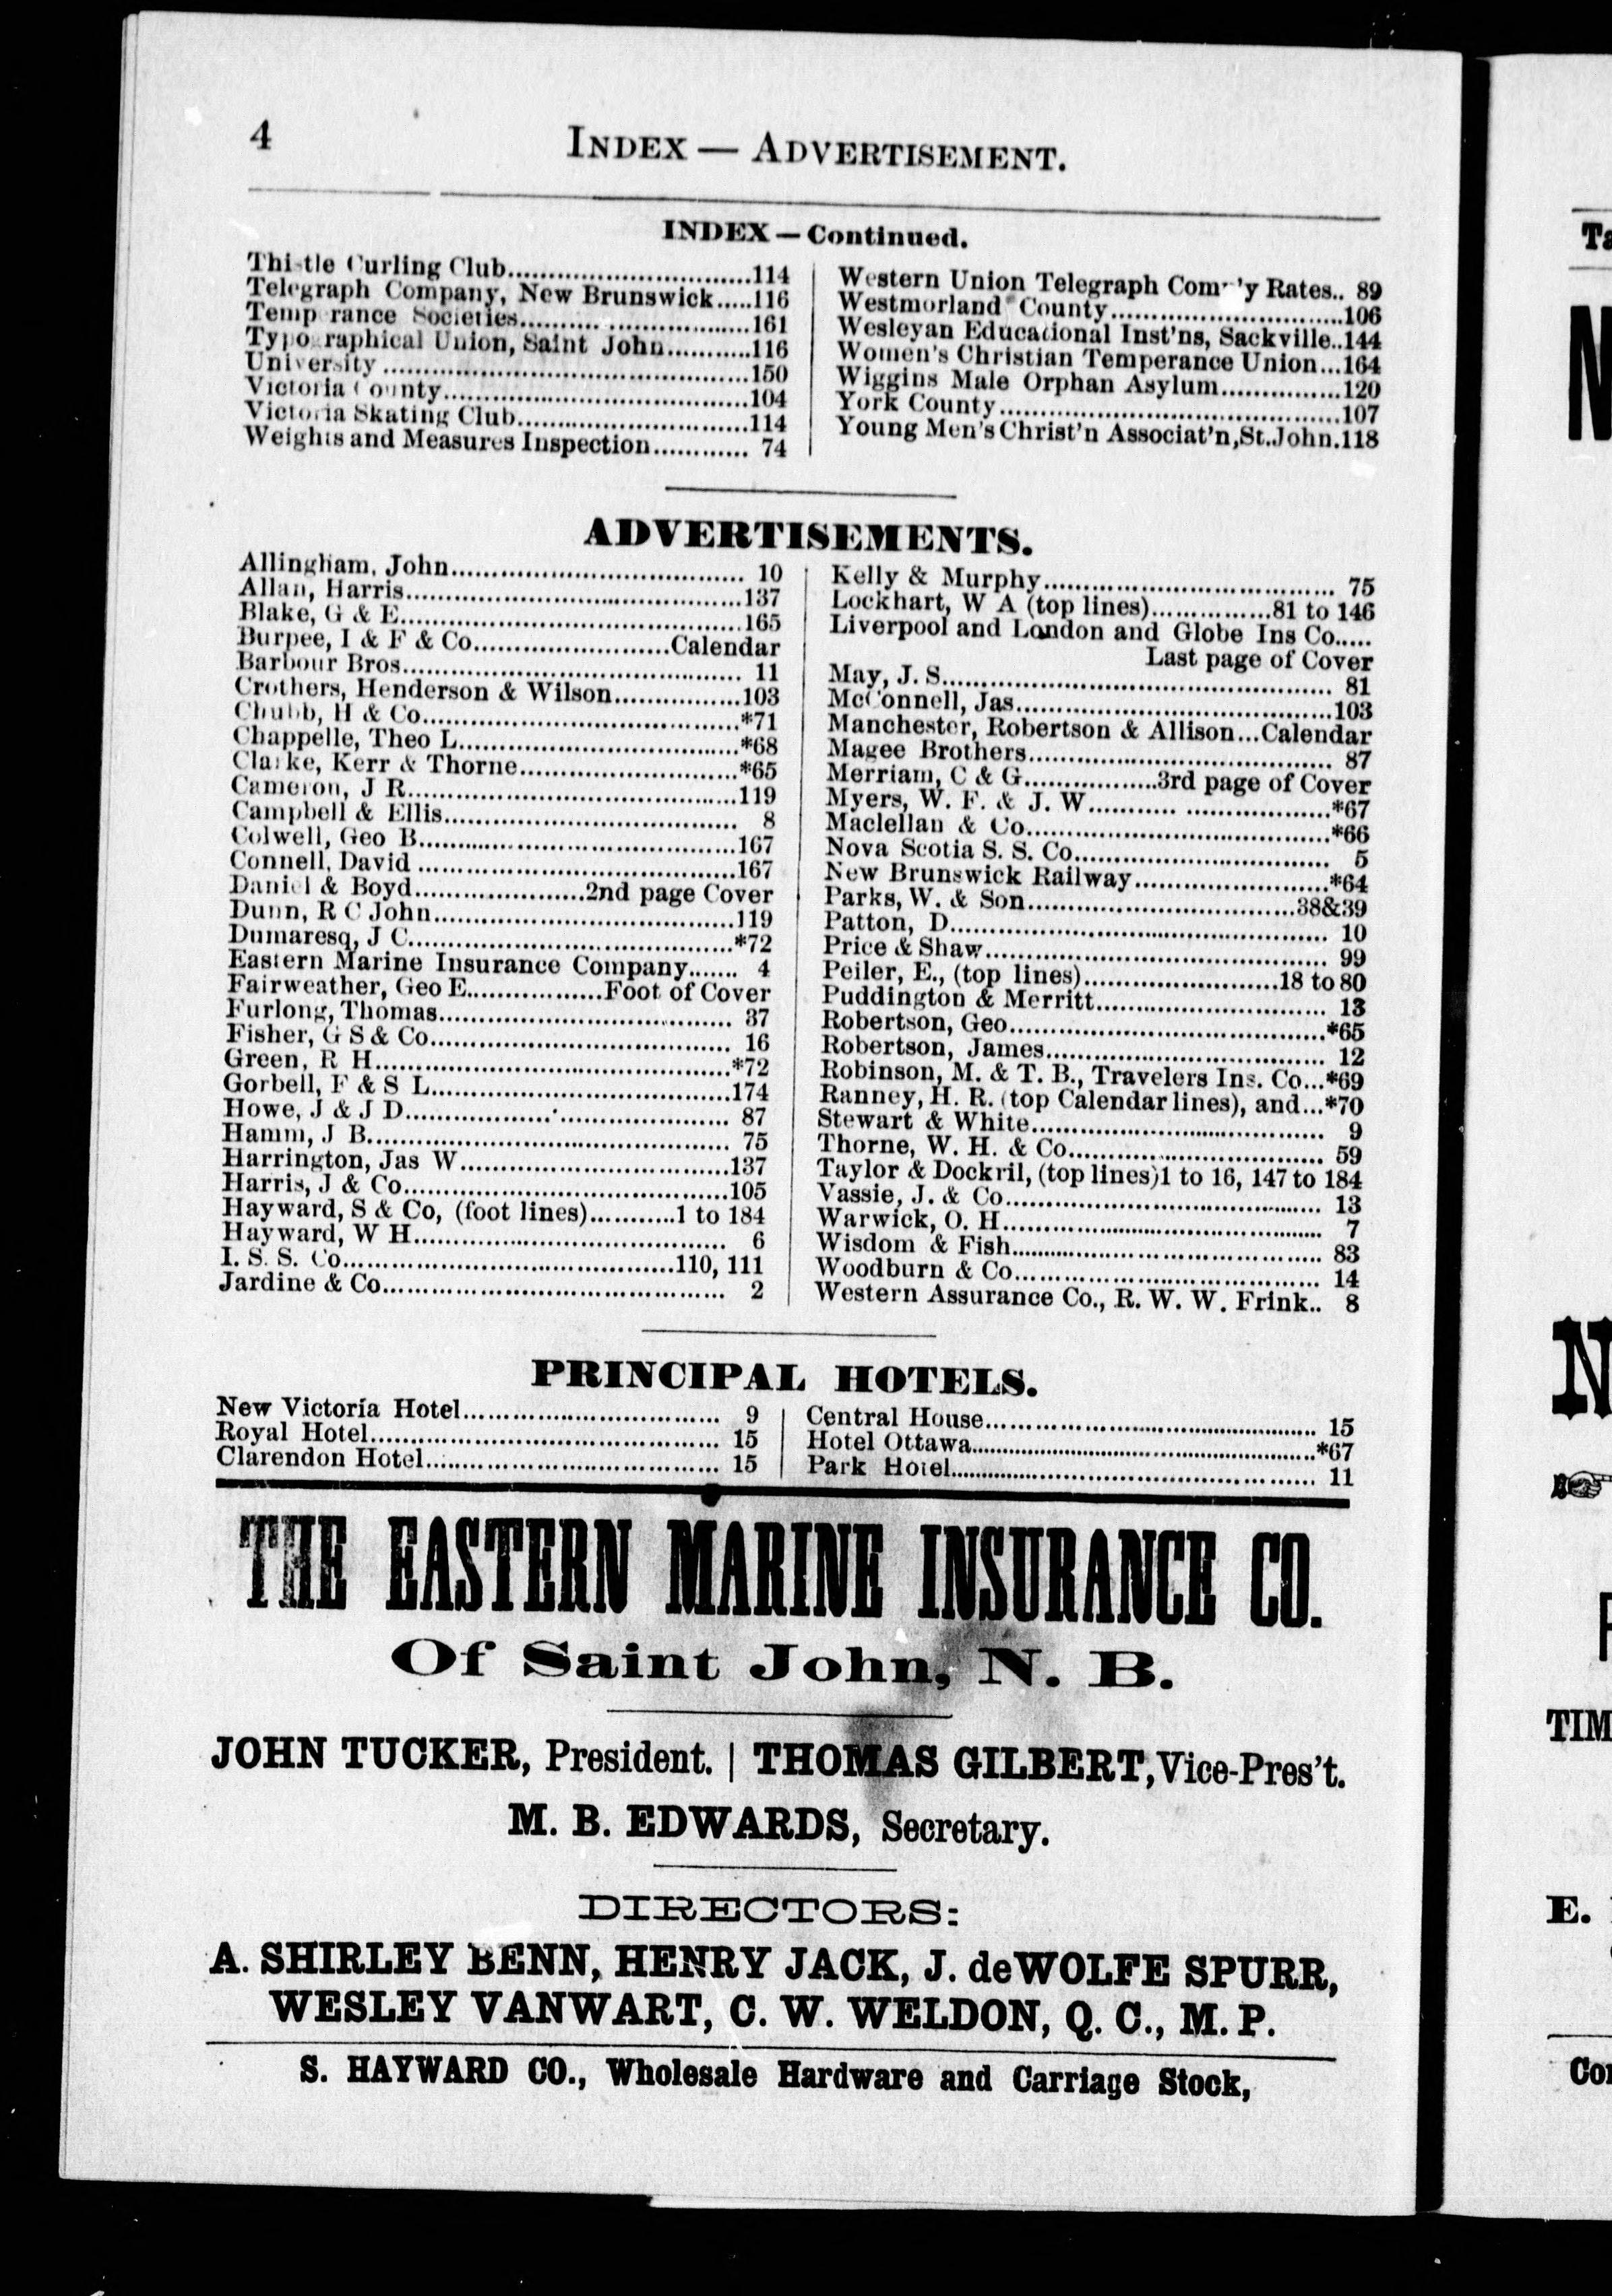 4
INDEX — ADVERTISEMENT.
INDEX — Continued.
Thistle Curling Club..............................114
Telegraph Company, New Brunswick.....116
Temp rance Societies..............................161
Typo raphical Union, Saint John...........116
University..............................150
Victoria County..............................104
Victoria Skating Club..............................114
Weights and Measures Inspection............ 74
Western Union Telegraph Com 'y Rates.. 89
Westmorland County..............................106
Wesleyan Educational Inst'ns, Sackville..144
Women's Christian Temperance Union...164
Wiggins Male Orphan Asylum...............120
York County..............................107
Young Men's Christ'n Associat'n,St.John.118
ADVERTISEMENTS.
Allingham, John.............................. 10
Allan, Harris..............................137
Blake, G & E..............................165
Burpee, I & F & Co.........................Calendar
Barbour Bros.............................. 11
Crothers, Henderson & Wilson................103
Chubb, H & Co..............................*71
Chappelle, Theo L..............................*68
Clarke, Kerr & Thorne...........................*65
Cameron, J R..............................119
Campbell & Ellis.............................. 8
Colwell, Geo B..............................167
Connell, David..............................167
Daniel & Boyd.....................2nd page Cover
Dunn, R C John..............................119
Dumaresq, J C..............................*72
Eastern Marine Insurance Company....... 4
Fairweather, Geo E.................Foot of Cover
Furlong, Thomas.............................. 37
Fisher, G S & Co.............................. 16
Green, R H..............................*72
Gorbell, F & S L..............................174
Howe, J & J D.............................. 87
Hamm, J B.............................. 75
Harrington, Jas W..............................137
Harris, J & Co..............................105
Hayward, S & Co, (foot lines)...........1 to 184
Hayward, W H.............................. 6
I. S. S. Co..............................110, 111
Jardine & Co.............................. 2
Kelly & Murphy.............................. 75
Lockhart, W A (top lines)...............81 to 146
Liverpool and London and Globe Ins Co.....
Last page of Cover
May, J. S.............................. 81
McConnell, Jas..............................103
Manchester, Robertson & Allison...Calendar
Magee Brothers.............................. 87
Merriam, C & G.................3rd page of Cover
Myers, W. F. & J. W..............................*67
Maclellan & Co..............................*66
Nova Scotia S. S. Co.............................. 5
New Brunswick Railway.........................*64
Parks, W. & Son..............................38&39
Patton, D.............................. 10
Price & Shaw.............................. 99
Peiler, E., (top lines).........................18 to 80
Puddington & Merritt.............................. 13
Robertson, Geo..............................*65
Robertson, James.............................. 12
Robinson, M. & T. B., Travelers Ins. Co...*69
Ranney, H. R. (top Calendar lines), and...*70
Stewart & White.............................. 9
Thorne, W. H. & Co.............................. 59
Taylor & Dockril, (top lines)1 to 16, 147 to 184
Vassie, J. & Co.............................. 13
Warwick, O. H.............................. 7
Wisdom & Fish.............................. 83
Woodburn & Co.............................. 14
Western Assurance Co., R. W. W. Frink.. 8
PRINCIPAL HOTELS.
New Victoria Hotel.............................. 9
Royal Hotel.............................. 15
Clarendon Hotel.............................. 15
Central House.............................. 15
Hotel Ottawa..............................*67
Park Hotel.............................. 11
THE EASTERN MARINE INSURANCE CO.
Of Saint John, N. B.
JOHN TUCKER, President. | THOMAS GILBERT, Vice-Pres't.
M. B. EDWARDS, Secretary.
DIRECTORS:
A. SHIRLEY BENN, HENRY JACK, J. deWOLFE SPURR,
WESLEY VANWART, C. W. WELDON, Q. C., M. P.
S. HAYWARD CO., Wholesale Hardware and Carriage Stock,
Ta
N
N
TIM
E.